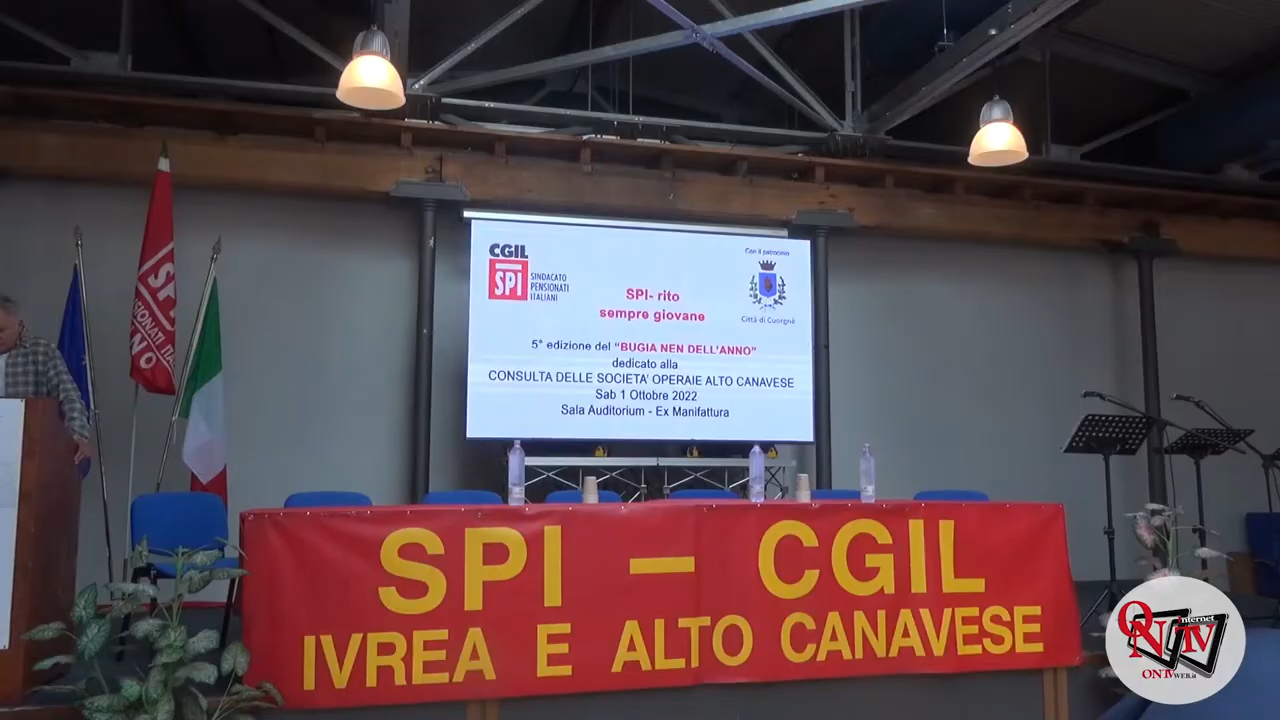 CGIL
SPI
SINDACATO
PENSIONATI
ITALIANI
Con il patrocinio
Città di Cuorgnè
SPI- rito
sempre giovane
5° edizione del "BUGIA NEN DELL'ANNO"
dedicato alla
CONSULTA DELLE SOCIETA' OPERAIE ALTO CANAVESE
Sab 1 Ottobre 2022
Sala Auditorium - Ex Manifattura
SPI – CGIL
IVREA E ALTO CANAVESE
ON internet TV
ON TVWEB.it